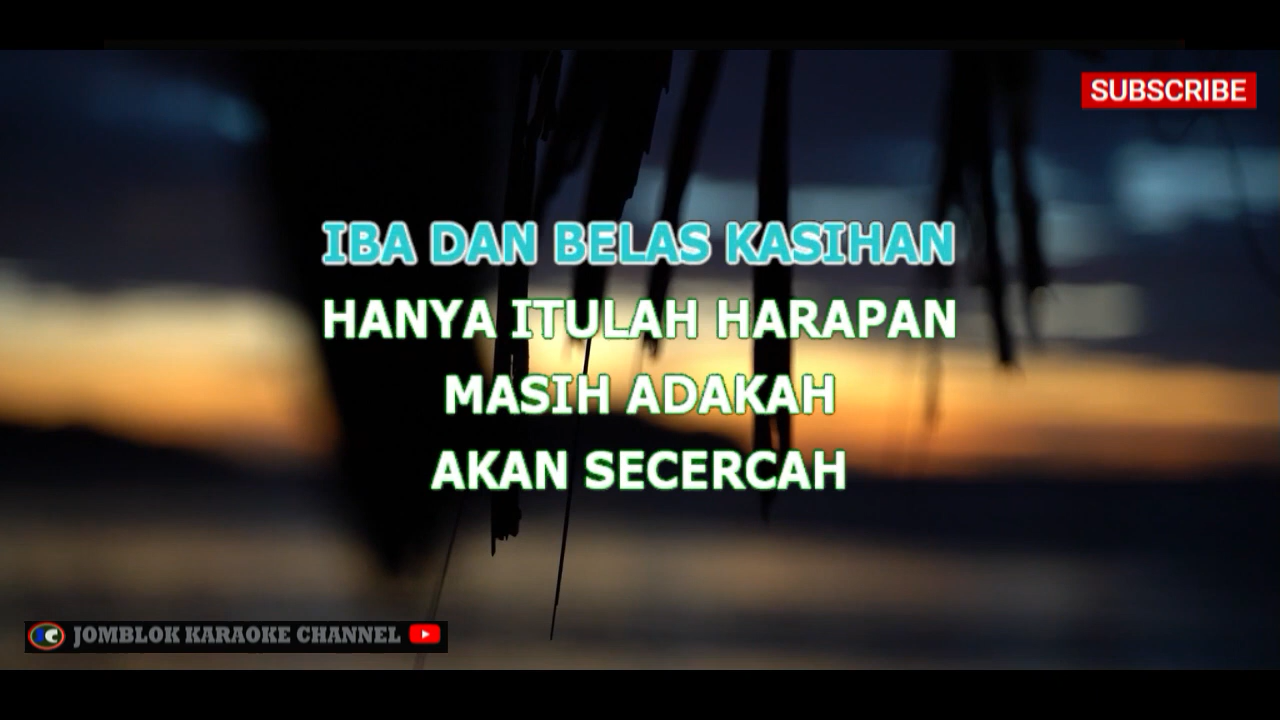 SUBSCRIBE
IBA DAN BELAS KASIHAN
HANYA ITULAH HARAPAN
MASIH ADAKAH
AKAN SECERCAH
JOMBLOK KARAOKE CHANNEL